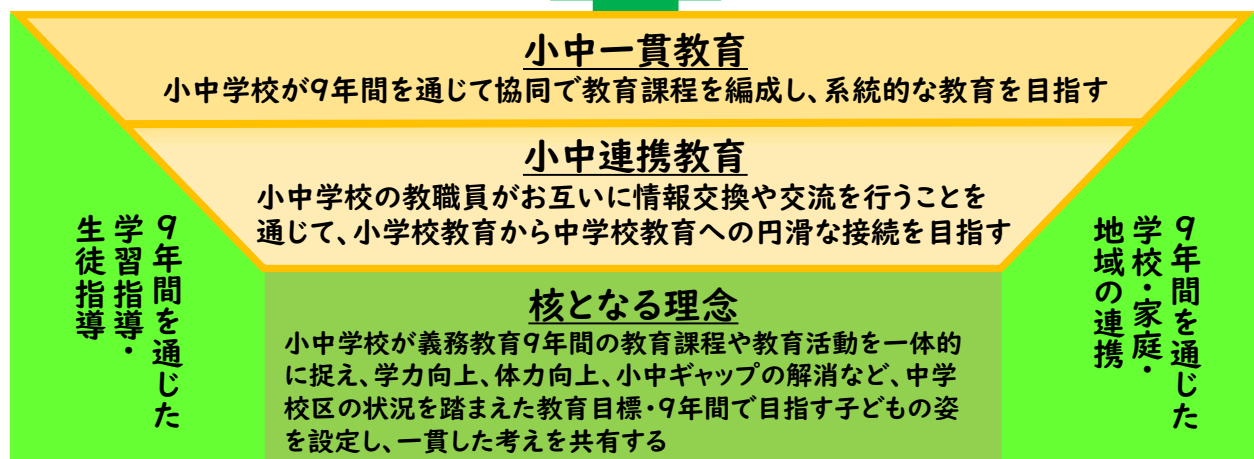 小中一貫教育
小中学校が9年間を通じて協同で教育課程を編成し、系統的な教育を目指す
小中連携教育
小中学校の教職員がお互いに情報交換や交流を行うことを
通じて、小学校教育から中学校教育への円滑な接続を目指す
核となる理念
小中学校が義務教育9年間の教育課程や教育活動を一体的
に捉え、学力向上、体力向上、小中ギャップの解消など、中学
校区の状況を踏まえた教育目標・9年間で目指す子どもの姿
を設定し、一貫した考えを共有する
9年間を通じた
学習指導・
生徒指導
9年間を通じた
学校・家庭・
地域の連携